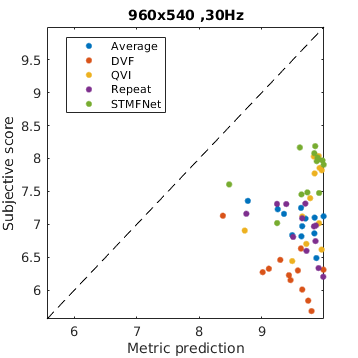 960x540 ,30Hz
Average
DVF
QVI
Repeat
STMFNet
Subjective score
9.5
9
8.5
8
7.5
7
6.5
6
6
7
8
9
Metric prediction